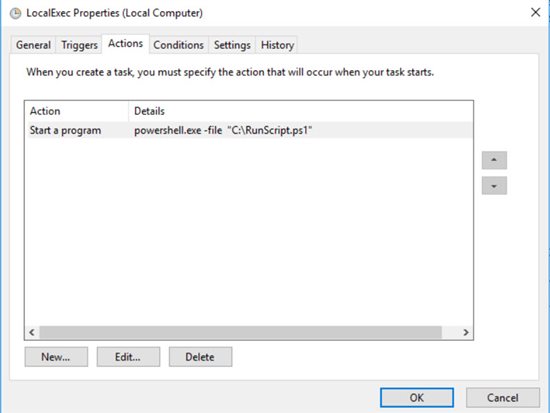 LocalExec Properties (Local Computer)
General Triggers Actions Conditions Settings History
When you create a task, you must specify the action that will occur when your task starts.
Action Details
Start a program powershell.exe -file "C:\RunScript.ps1"
New... Edit... Delete
OK Cancel